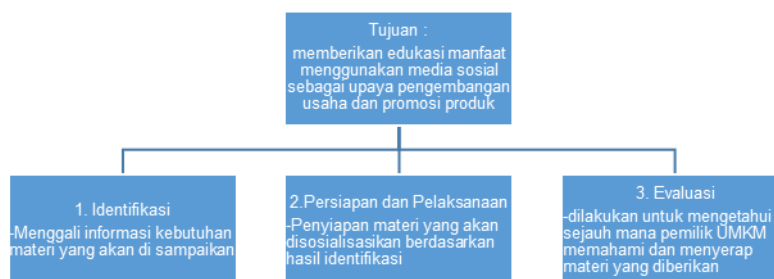 Tujuan :
memberikan edukasi manfaat
menggunakan media sosial
sebagai upaya pengembangan
usaha dan promosi produk
1. Identifikasi
-Menggali informasi kebutuhan
materi yang akan di sampaikan
2.Persiapan dan Pelaksanaan
-Penyiapan materi yang akan
disosialisasikan berdasarkan
hasil identifikasi
3. Evaluasi
-dilakukan untuk mengetahui
sejauh mana pemilik UMKM
memahami dan menyerap
materi yang diberikan